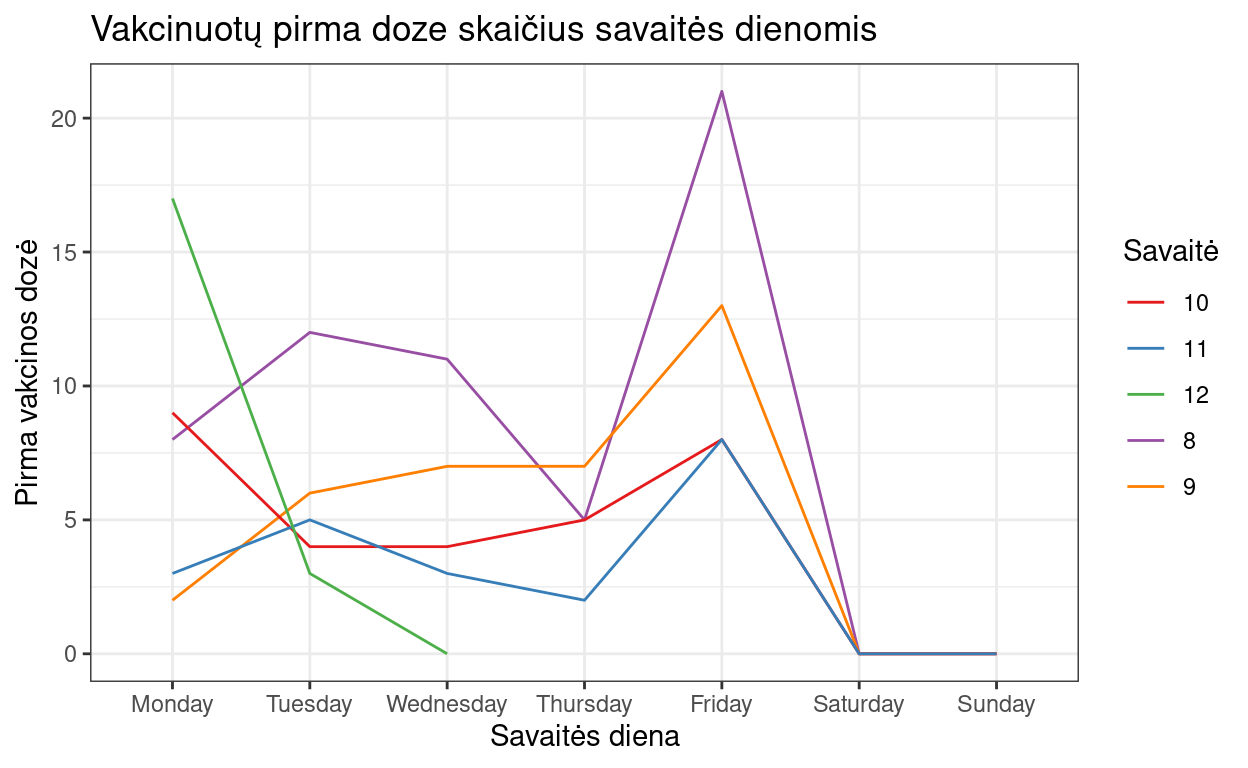 Vakcinuotų pirma doze skaičius savaitės dienomis
Pirma vakcinos dozė
20
15
10
5
0
Monday Tuesday Wednesday Thursday Friday Saturday Sunday
Savaitės diena
Savaitė
10
11
12
8
9